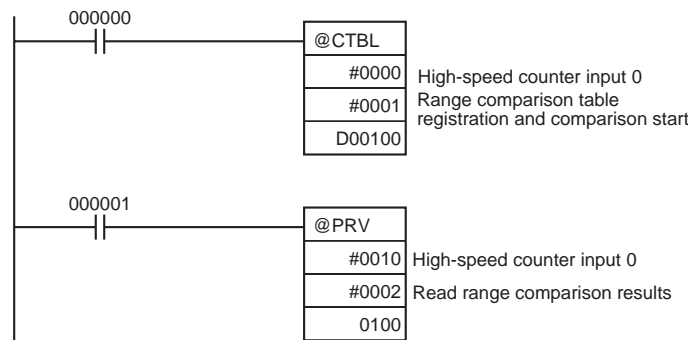 000000
@CTBL
#0000 High-speed counter input 0
#0001 Range comparison table
registration and comparison start
D00100
000001
@PRV
#0010 High-speed counter input 0
#0002 Read range comparison results
0100